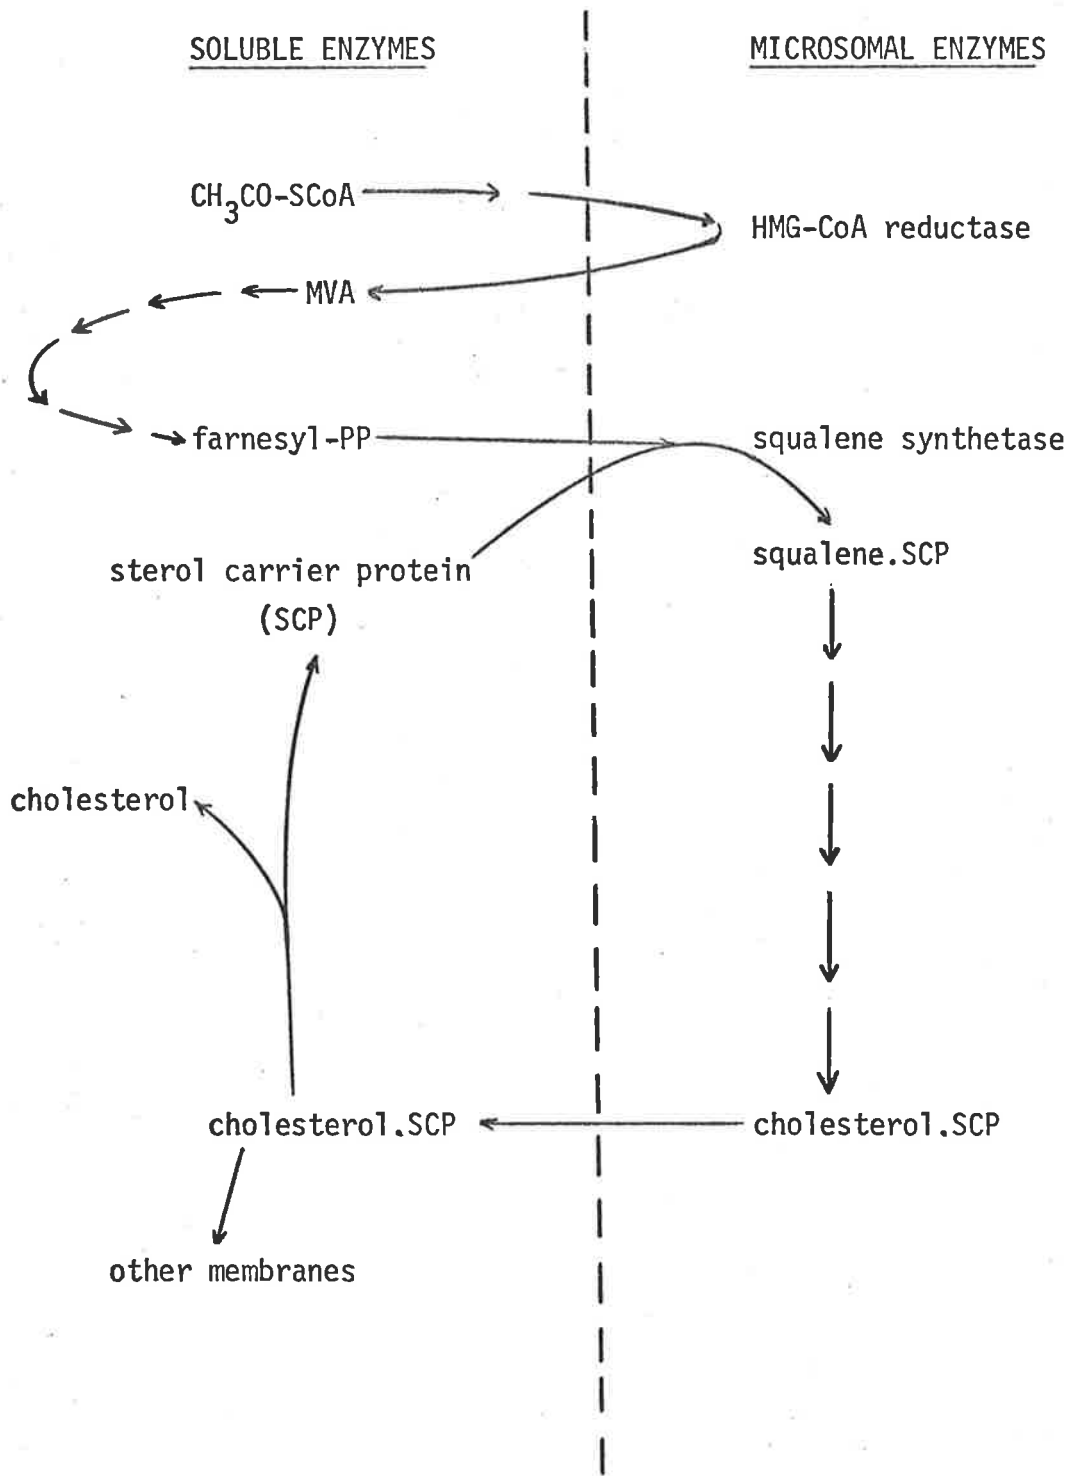 SOLUBLE ENZYMES
MICROSOMAL ENZYMES
CH3CO-SCoA
HMG-CoA reductase
MVA
farnesyl-PP
squalene synthetase
squalene.SCP
sterol carrier protein
(SCP)
cholesterol
cholesterol.SCP
cholesterol.SCP
other membranes